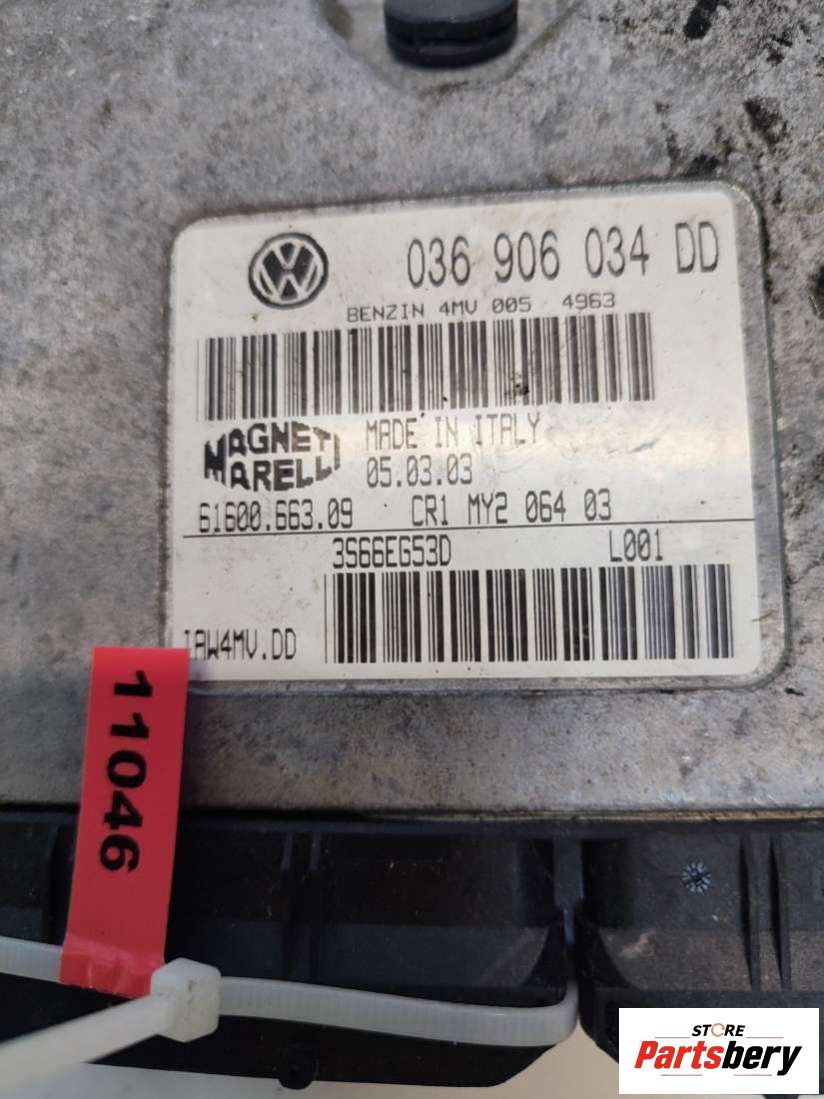 036 906 034 DD
BENZIN 4MV 005 4963
MAGNETI
MARELLI
MADE IN ITALY
05.03.03
61600.663.09 CR1 MY2 064 03
3S66EG53D L001
IAW4MV.DD
11046
STORE
Partsbery